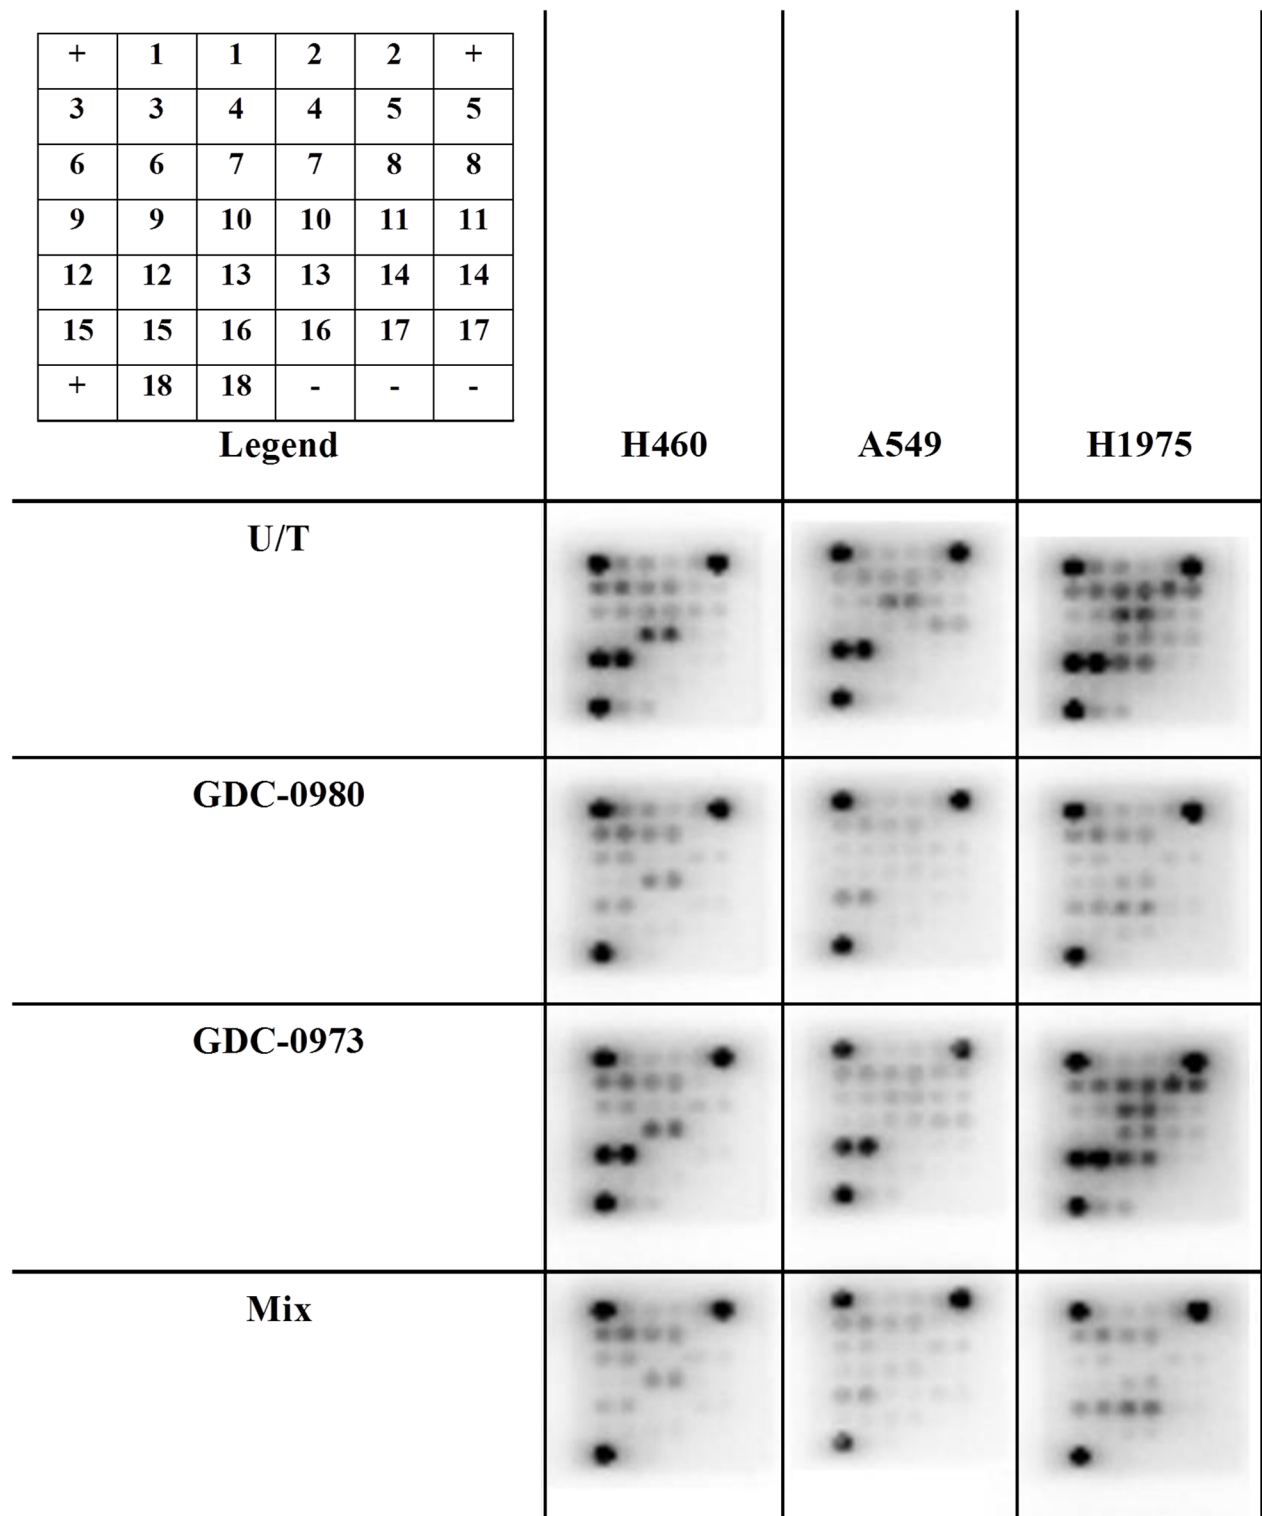 + 1 1 2 2 +
3 3 4 4 5 5
6 6 7 7 8 8
9 9 10 10 11 11
12 12 13 13 14 14
15 15 16 16 17 17
+ 18 18 - - -
Legend H460 A549 H1975
U/T
GDC-0980
GDC-0973
Mix